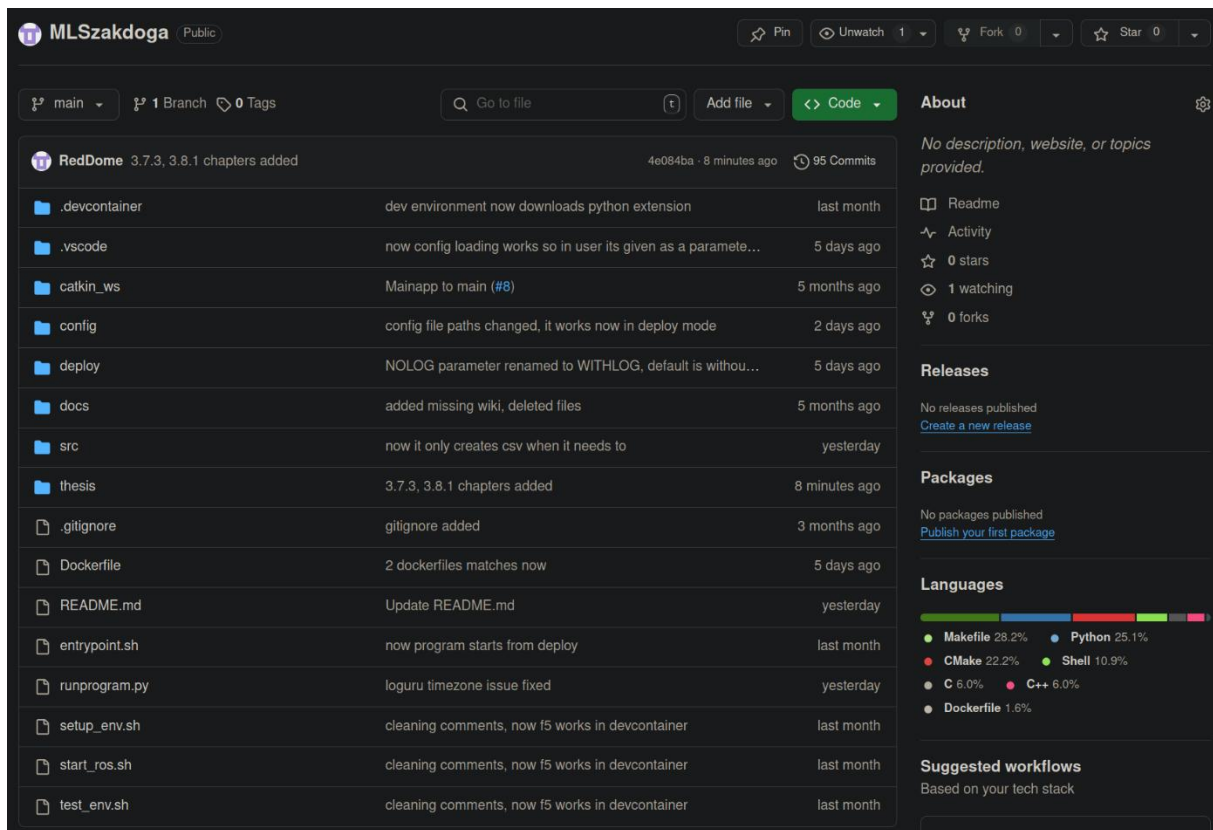 MLSzakdoga Public
Pin
Unwatch 1
Fork 0
Star 0
main
1 Branch
0 Tags
Go to file
t
Add file
<> Code
RedDome 3.7.3, 3.8.1 chapters added 4e084ba · 8 minutes ago 95 Commits
.devcontainer dev environment now downloads python extension last month
.vscode now config loading works so in user its given as a paramete... 5 days ago
catkin_ws Mainapp to main (#8) 5 months ago
config config file paths changed, it works now in deploy mode 2 days ago
deploy NOLOG parameter renamed to WITHLOG, default is withou... 5 days ago
docs added missing wiki, deleted files 5 months ago
src now it only creates csv when it needs to yesterday
thesis 3.7.3, 3.8.1 chapters added 8 minutes ago
.gitignore gitignore added 3 months ago
Dockerfile 2 dockerfiles matches now 5 days ago
README.md Update README.md yesterday
entrypoint.sh now program starts from deploy last month
runprogram.py loguru timezone issue fixed yesterday
setup_env.sh cleaning comments, now f5 works in devcontainer last month
start_ros.sh cleaning comments, now f5 works in devcontainer last month
test_env.sh cleaning comments, now f5 works in devcontainer last month
About
No description, website, or topics
provided.
Readme
Activity
0 stars
1 watching
0 forks
Releases
No releases published
Create a new release
Packages
No packages published
Publish your first package
Languages
Makefile 28.2% Python 25.1%
CMake 22.2% Shell 10.9%
C 6.0% C++ 6.0%
Dockerfile 1.6%
Suggested workflows
Based on your tech stack